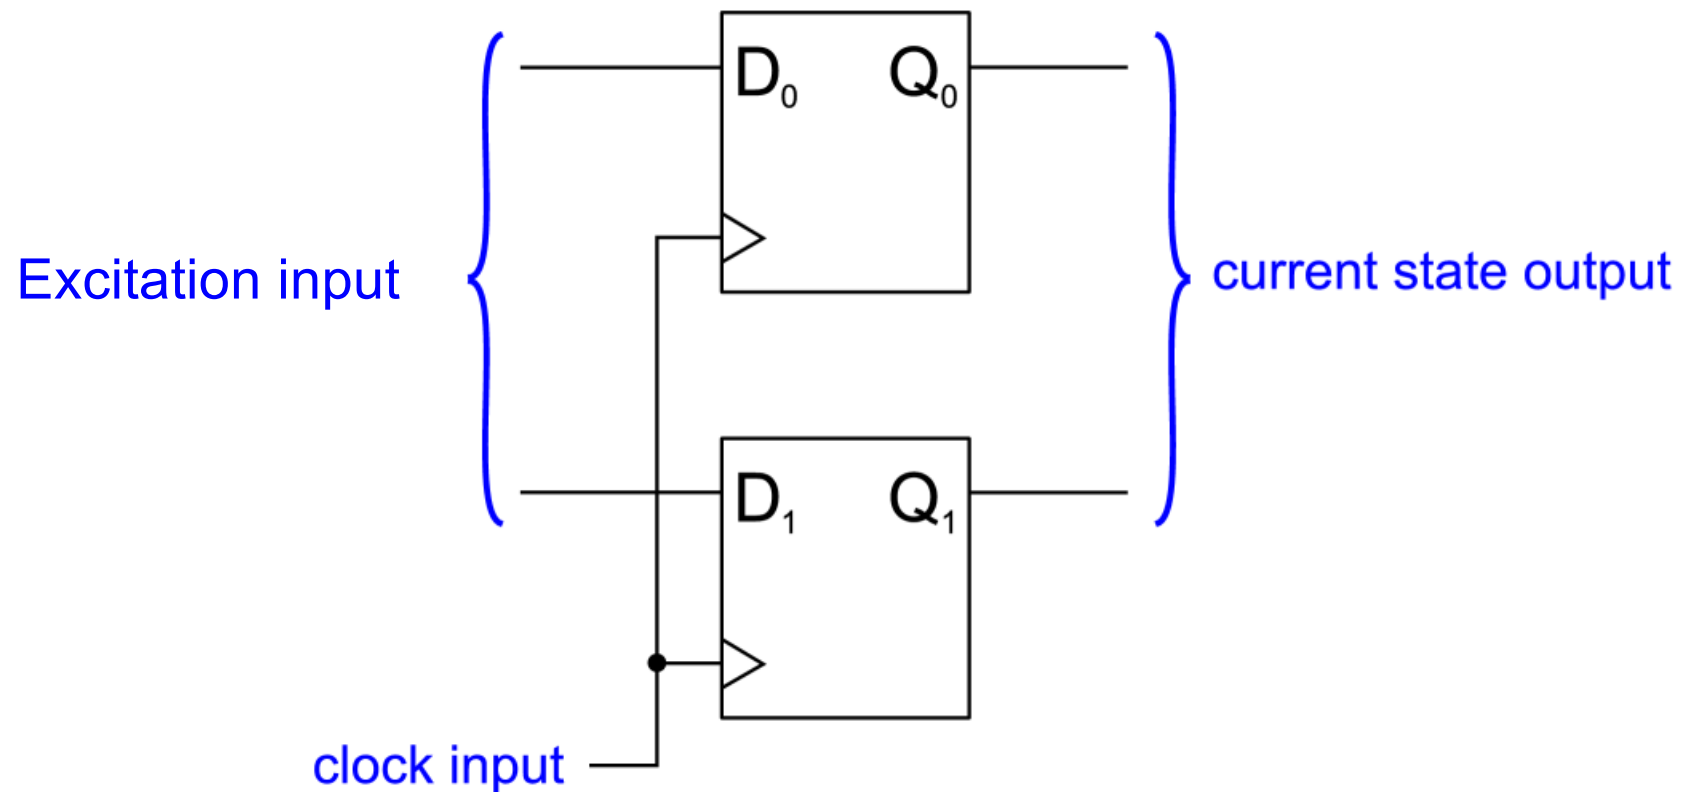 D0 Q0
Excitation input
current state output
D1 Q1
clock input